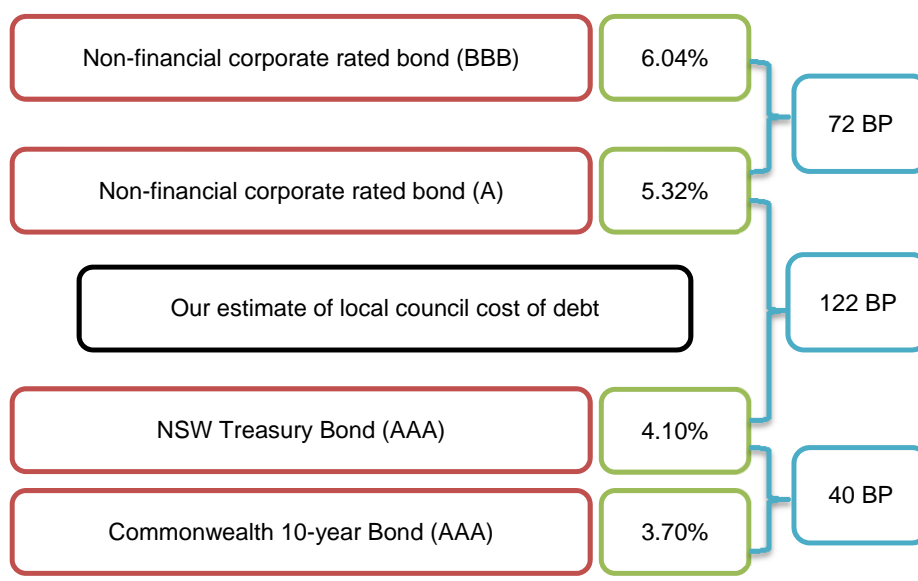 Non-financial corporate rated bond (BBB)
6.04%
72 BP
Non-financial corporate rated bond (A)
5.32%
Our estimate of local council cost of debt
122 BP
NSW Treasury Bond (AAA)
4.10%
40 BP
Commonwealth 10-year Bond (AAA)
3.70%